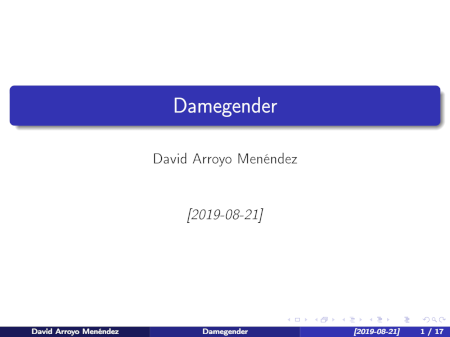 Damegender
David Arroyo Menéndez
[2019-08-21]
David Arroyo Menéndez Damegender [2019-08-21] 1 / 17